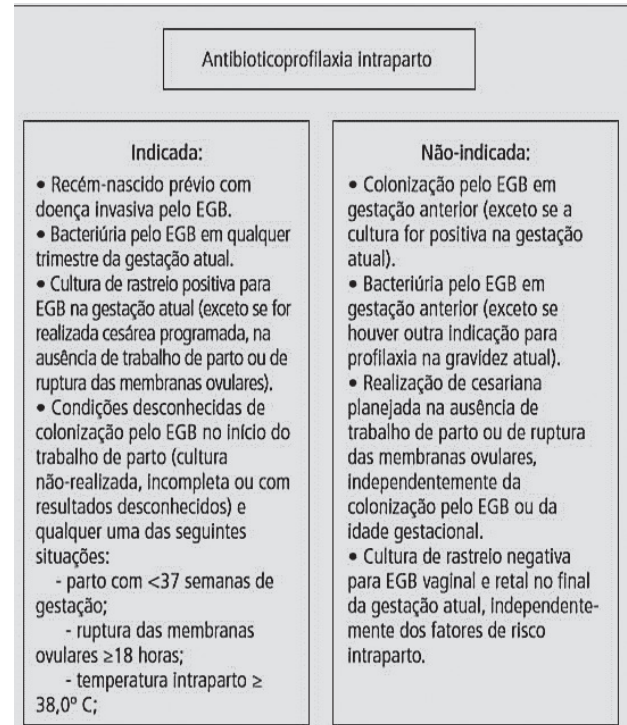 Antibioticoprofilaxia intraparto
Indicada:
• Recém-nascido prévio com
doença invasiva pelo EGB.
• Bacteriúria pelo EGB em qualquer
trimestre da gestação atual.
• Cultura de rastreio positiva para
EGB na gestação atual (exceto se for
realizada cesárea programada, na
ausência de trabalho de parto ou de
ruptura das membranas ovulares).
• Condições desconhecidas de
colonização pelo EGB no início do
trabalho de parto (cultura
não-realizada, incompleta ou com
resultados desconhecidos) e
qualquer uma das seguintes
situações:
- parto com <37 semanas de
gestação;
- ruptura das membranas
ovulares ≥18 horas;
- temperatura intraparto ≥
38,0º C;
Não-indicada:
• Colonização pelo EGB em
gestação anterior (exceto se a
cultura for positiva na gestação
atual).
• Bacteriúria pelo EGB em
gestação anterior (exceto se
houver outra indicação para
profilaxia na gravidez atual).
• Realização de cesariana
planejada na ausência de
trabalho de parto ou de ruptura
das membranas ovulares,
independentemente da
colonização pelo EGB ou da
idade gestacional.
• Cultura de rastreio negativa
para EGB vaginal e retal no final
da gestação atual, independente-
mente dos fatores de risco
intraparto.